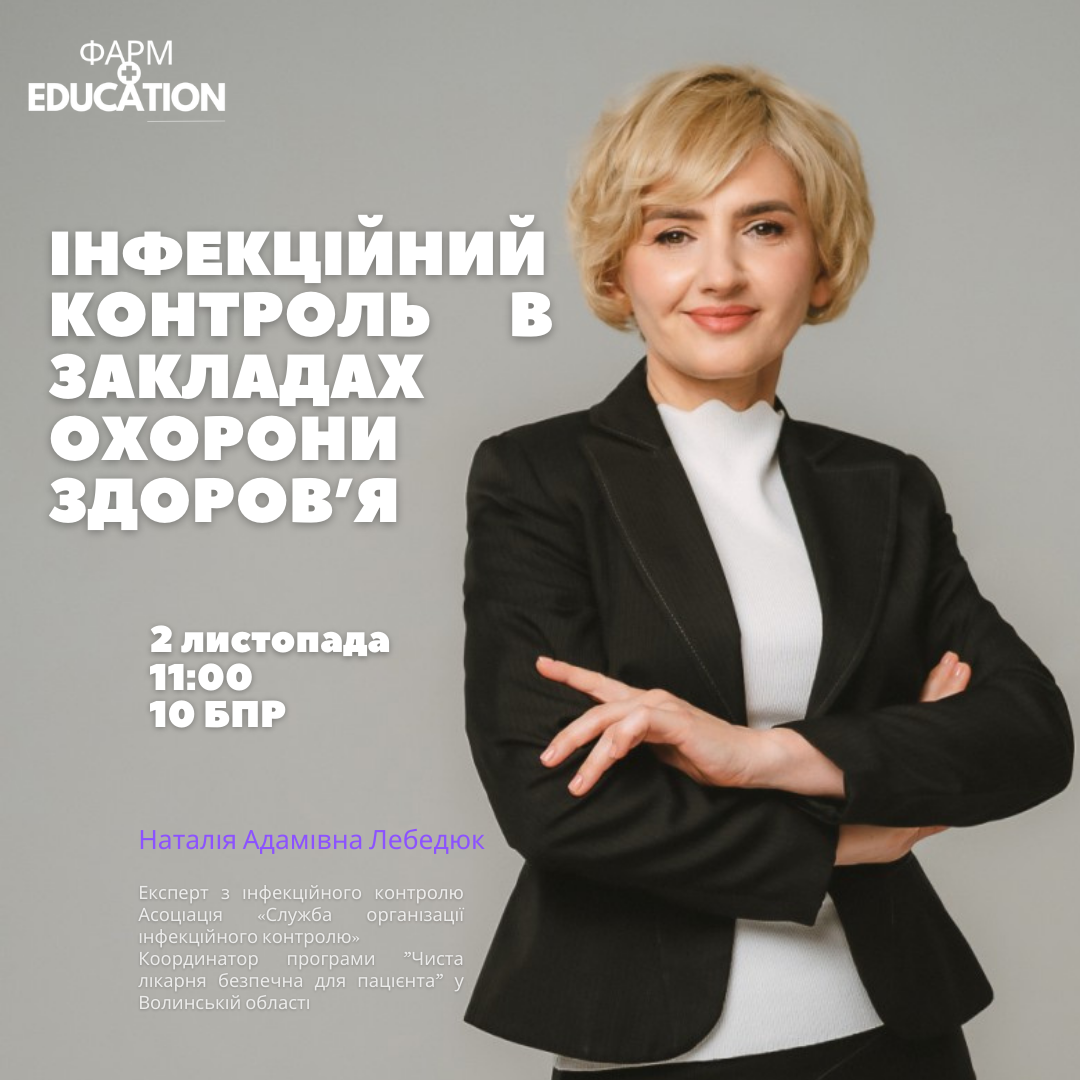 ФАРМ
EDUCATION
ІНФЕКЦІЙНИЙ
КОНТРОЛЬ В
ЗАКЛАДАХ
ОХОРОНИ
ЗДОРОВ’Я
2 листопада
11:00
10 БПР
Наталія Адамівна Лебедюк
Експерт з інфекційного контролю
Асоціація «Служба організації
інфекційного контролю»
Координатор програми ”Чиста
лікарня безпечна для пацієнта” у
Волинській області